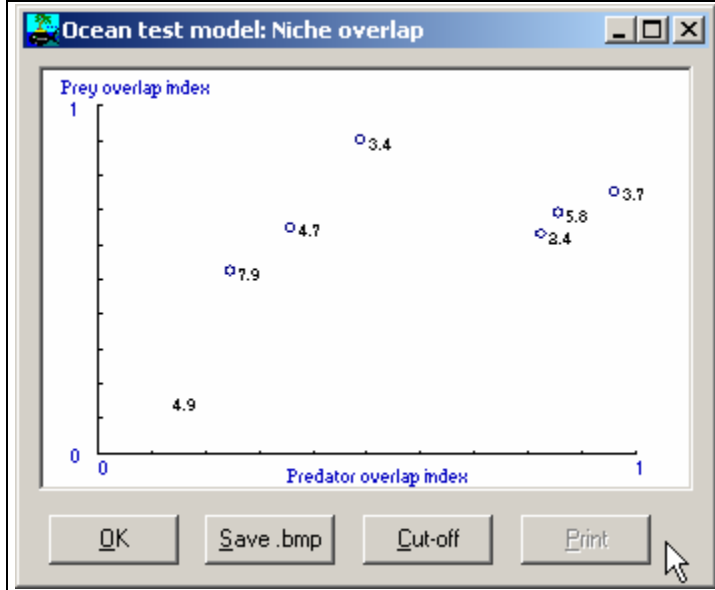 Ocean test model: Niche overlap
Prey overlap index
1
3.4
3.7
5.8
4.7
2.4
7.9
4.9
0
0
Predator overlap index
1
OK
Save .bmp
Cut-off
Print